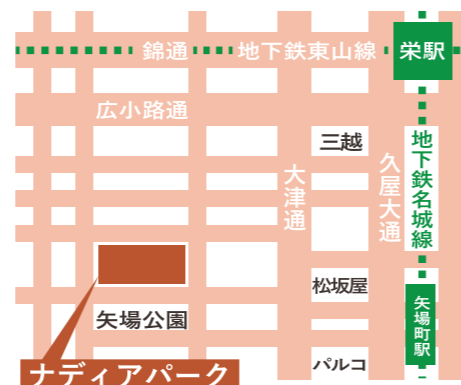 錦通
地下鉄東山線
栄駅
広小路通
三越
大津通
久屋大通
地下鉄名城線
松坂屋
矢場町駅
矢場公園
パルコ
ナディアパーク